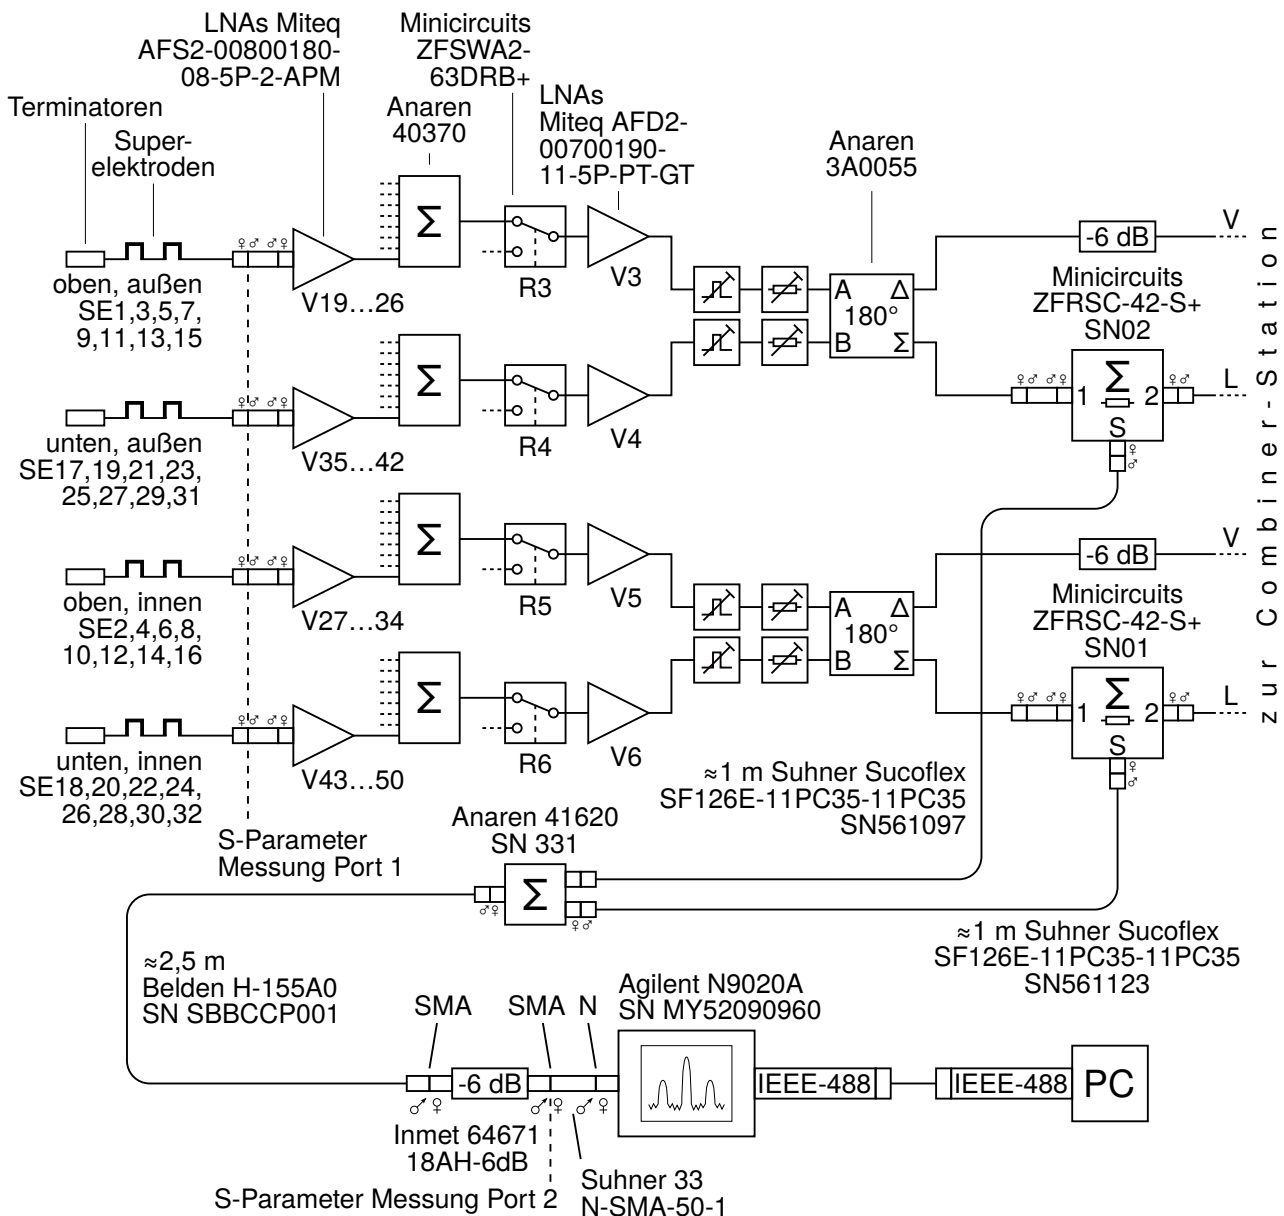 LNAs Miteq
AFS2-00800180-
08-5P-2-APM
Minicircuits
ZFSWA2-
63DRB+
LNAs
Miteq AFD2-
00700190-
11-5P-PT-GT
Terminatoren
Super-
elektroden
Anaren
40370
Anaren
3A0055
♀♂ ♂♀
oben, außen
SE1,3,5,7,
9,11,13,15
V19...26
Σ
R3
V3
A Δ
180°
B Σ
-6 dB
V
Minicircuits
ZFRSC-42-S+
SN02
♀♂ ♂♀
unten, außen
SE17,19,21,23,
25,27,29,31
V35...42
Σ
R4
V4
♀♂ ♂♀
Σ
1 2
S
♀♂
L
♀
♂
♀♂ ♂♀
oben, innen
SE2,4,6,8,
10,12,14,16
V27...34
Σ
R5
V5
A Δ
180°
B Σ
-6 dB
V
Minicircuits
ZFRSC-42-S+
SN01
♀♂ ♂♀
unten, innen
SE18,20,22,24,
26,28,30,32
V43...50
Σ
R6
V6
♀♂ ♂♀
Σ
1 2
S
♀♂
L
♀
♂
zur Combiner-Station
S-Parameter
Messung Port 1
≈1 m Suhner Sucoflex
SF126E-11PC35-11PC35
SN561097
Anaren 41620
SN 331
Σ
♂♀
♀♂
≈1 m Suhner Sucoflex
SF126E-11PC35-11PC35
SN561123
≈2,5 m
Belden H-155A0
SN SBBCCP001
SMA
SMA N
Agilent N9020A
SN MY52090960
-6 dB
♂♀
♂♀
♂♀
IEEE-488
IEEE-488
PC
Inmet 64671
18AH-6dB
Suhner 33
N-SMA-50-1
S-Parameter Messung Port 2